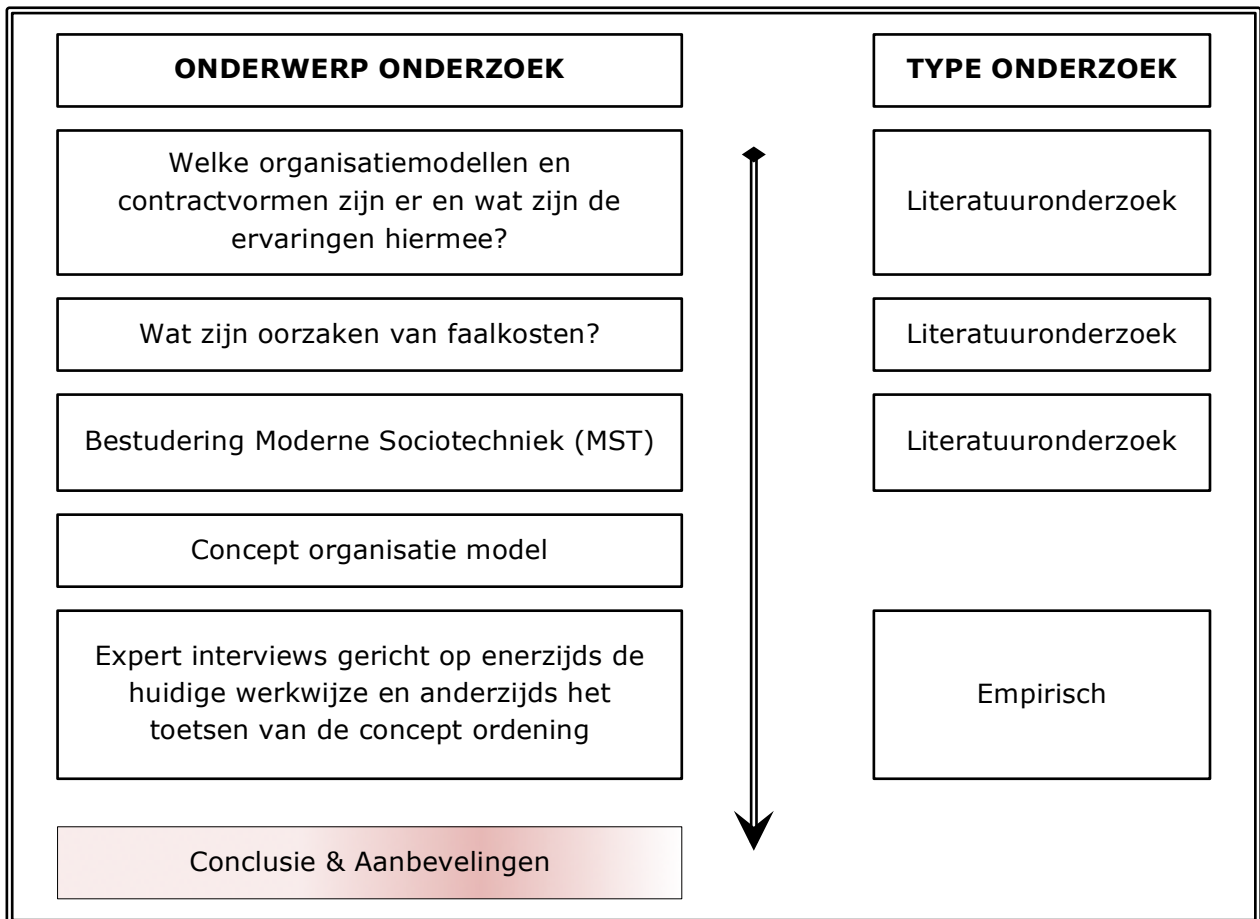 ONDERWERP ONDERZOEK
TYPE ONDERZOEK
Welke organisatiemodellen en
contractvormen zijn er en wat zijn de
ervaringen hiermee?
Literatuuronderzoek
Wat zijn oorzaken van faalkosten?
Literatuuronderzoek
Bestudering Moderne Sociotechniek (MST)
Literatuuronderzoek
Concept organisatie model
Expert interviews gericht op enerzijds de
huidige werkwijze en anderzijds het
toetsen van de concept ordening
Empirisch
Conclusie & Aanbevelingen